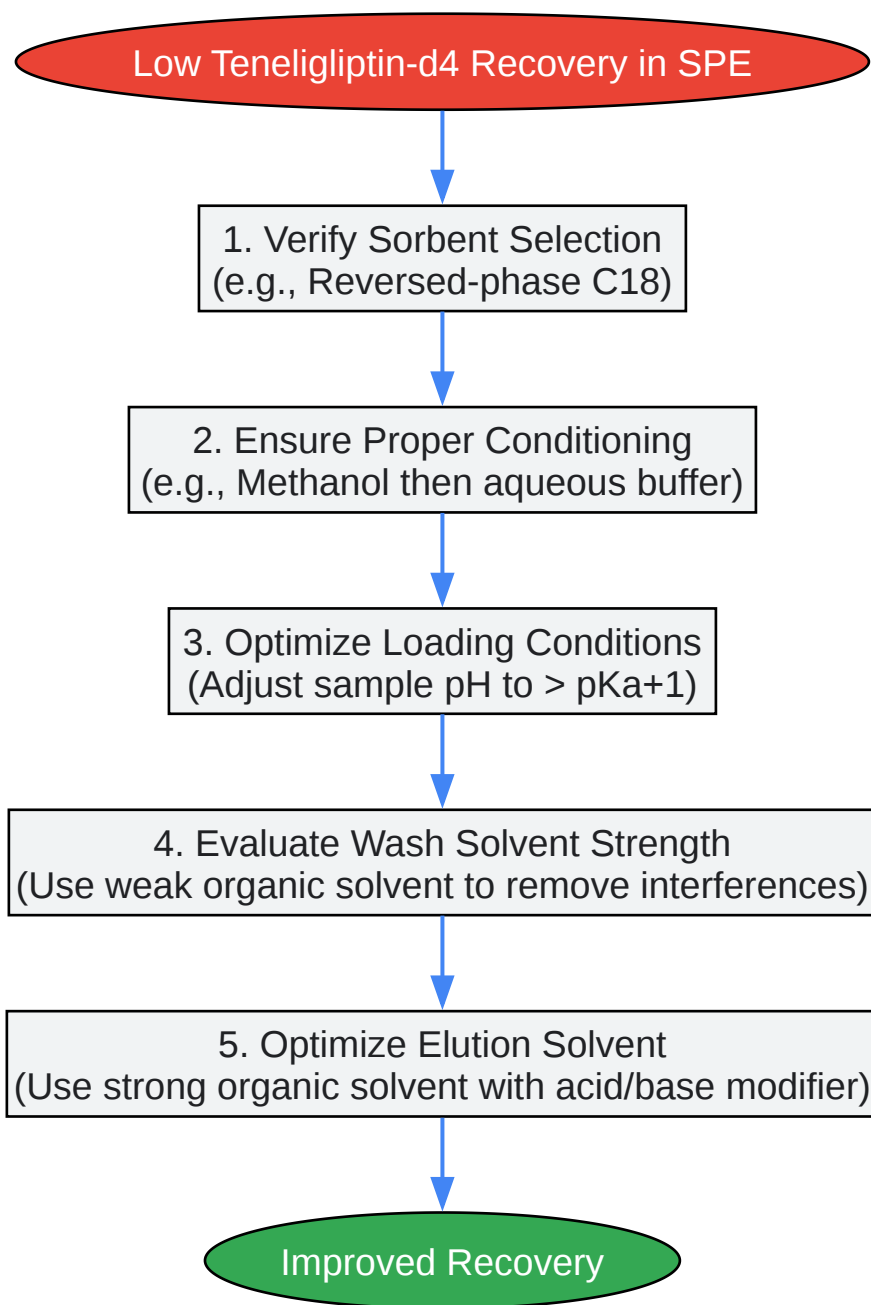 Low Teneligliptin-d4 Recovery in SPE
1. Verify Sorbent Selection
(e.g., Reversed-phase C18)
2. Ensure Proper Conditioning
(e.g., Methanol then aqueous buffer)
3. Optimize Loading Conditions
(Adjust sample pH to > pKa+1)
4. Evaluate Wash Solvent Strength
(Use weak organic solvent to remove interferences)
5. Optimize Elution Solvent
(Use strong organic solvent with acid/base modifier)
Improved Recovery